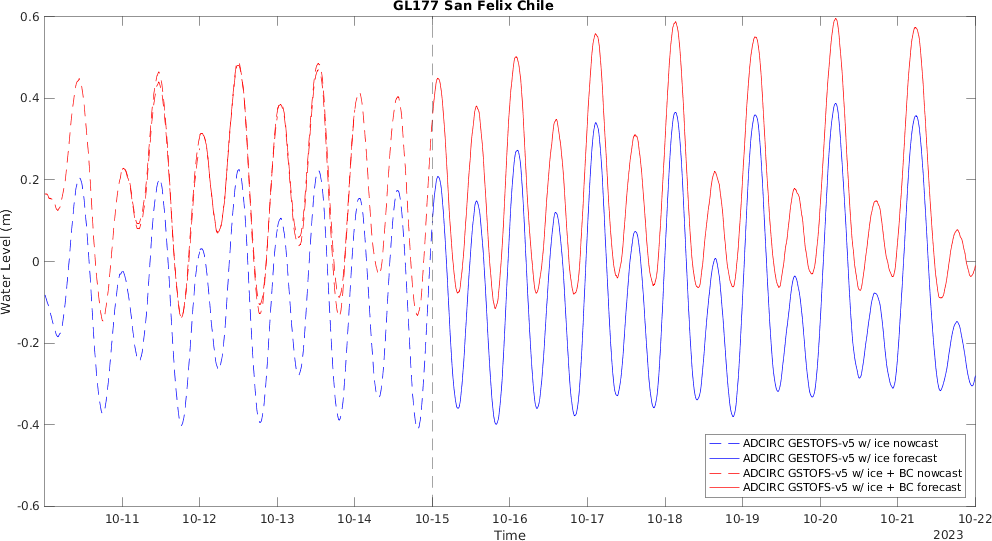 GL177 San Felix Chile
0.6
0.4
0.2
0
-0.2
-0.4
-0.6
Water Level (m)
ADCIRC GESTOFS-v5 w/ ice nowcast
ADCIRC GESTOFS-v5 w/ ice forecast
ADCIRC GSTOFS-v5 w/ ice + BC nowcast
ADCIRC GSTOFS-v5 w/ ice + BC forecast
10-11 10-12 10-13 10-14 10-15 10-16 10-17 10-18 10-19 10-20 10-21 10-22
Time
2023